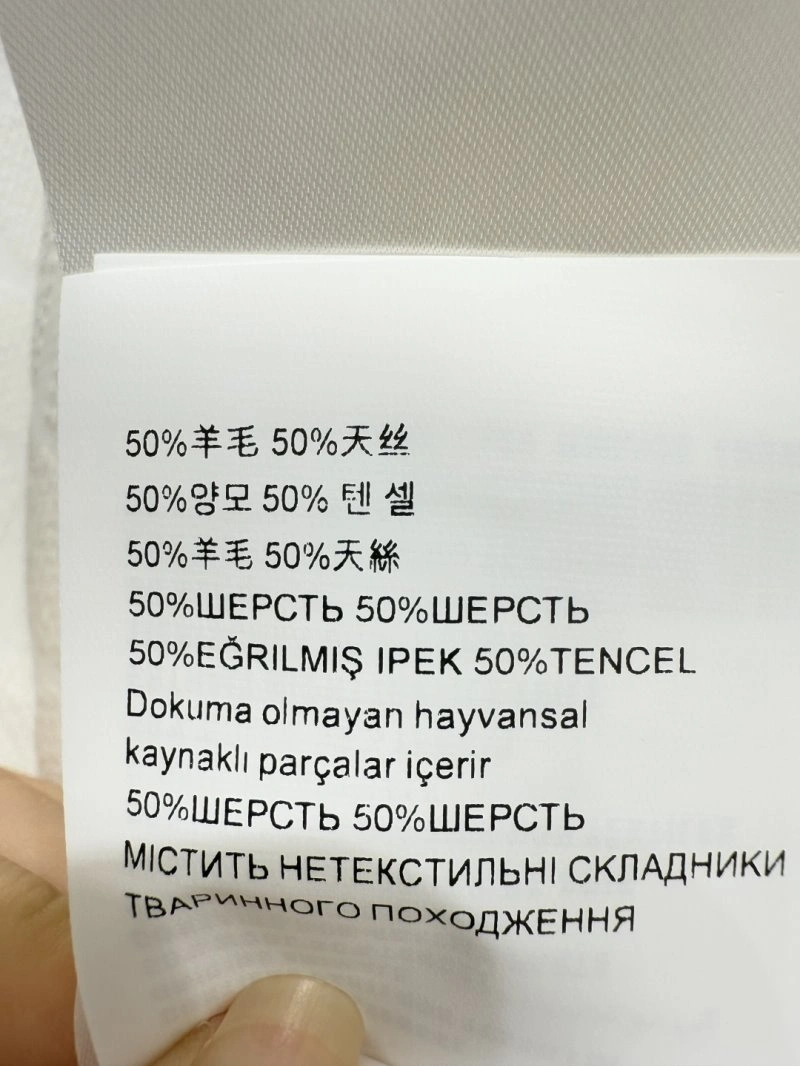 50%羊毛 50%天丝
50%양모 50% 텐 셀
50%羊毛 50%天絲
50%ШЕРСТЬ 50%ШЕРСТЬ
50%EĞRILMIŞ IPEK 50%TENCEL
Dokuma olmayan hayvansal
kaynaklı parçalar içerir
50%ШЕРСТЬ 50%ШЕРСТЬ
МІСТИТЬ НЕТЕКСТИЛЬНІ СКЛАДНИКИ
ТВАРИННОГО ПОХОДЖЕННЯ